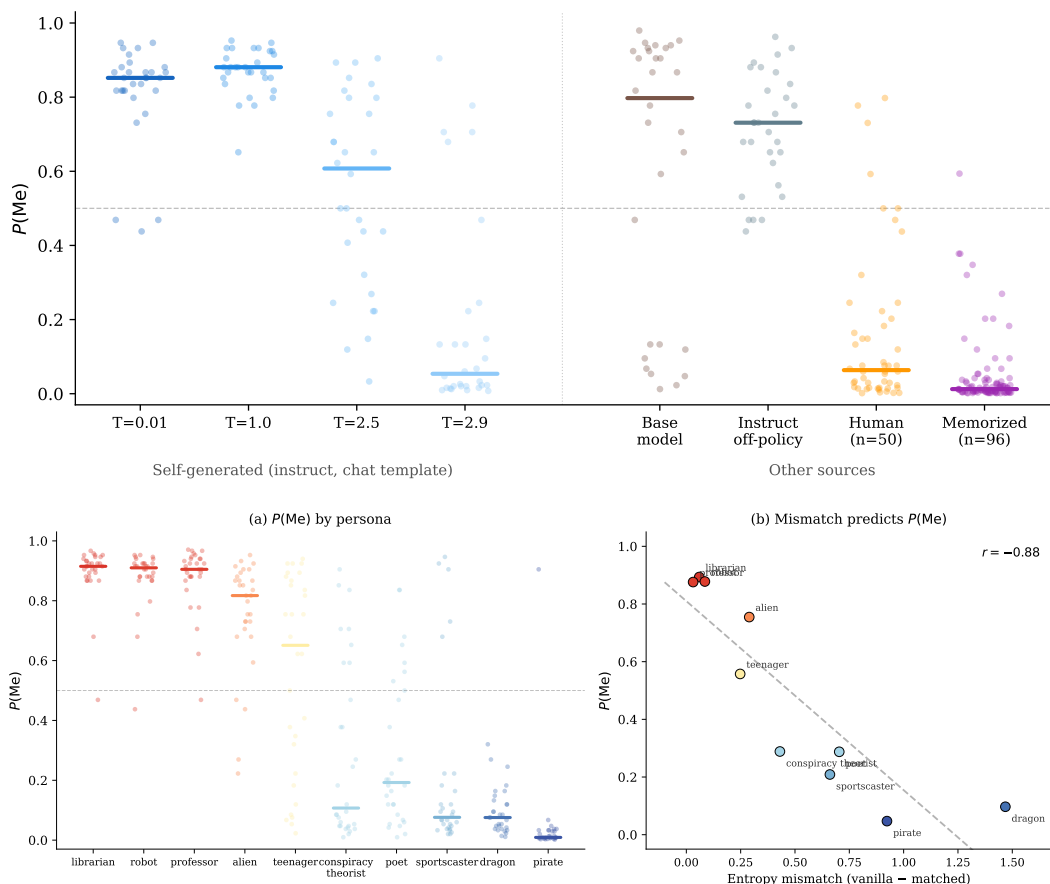 1.0
0.8
0.6
0.4
0.2
0.0
P(Me)
T=0.01 T=1.0 T=2.5 T=2.9 Base model Instruct off-policy Human (n=50) Memorized (n=96)
Self-generated (instruct, chat template) Other sources
(a) P(Me) by persona
1.0
0.8
0.6
0.4
0.2
0.0
P(Me)
librarian robot professor alien teenager conspiracy theorist poet sportscaster dragon pirate
(b) Mismatch predicts P(Me)
r = −0.88
1.0
0.8
0.6
0.4
0.2
0.0
P(Me)
librarian
alien
teenager
conspiracy
sportscaster
dragon
pirate
0.00 0.25 0.50 0.75 1.00 1.25 1.50
Entropy mismatch (vanilla − matched)